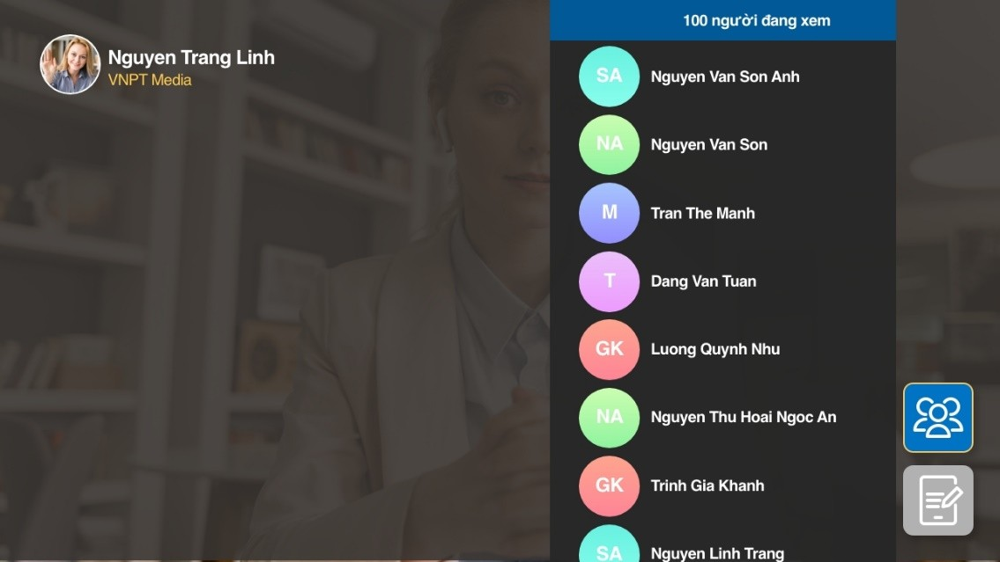 Nguyen Trang Linh
VNPT Media
100 người đang xem
SA Nguyen Van Son Anh
NA Nguyen Van Son
M Tran The Manh
T Dang Van Tuan
GK Luong Quynh Nhu
NA Nguyen Thu Hoai Ngoc An
GK Trinh Gia Khanh
SA Nguyen Linh Trang